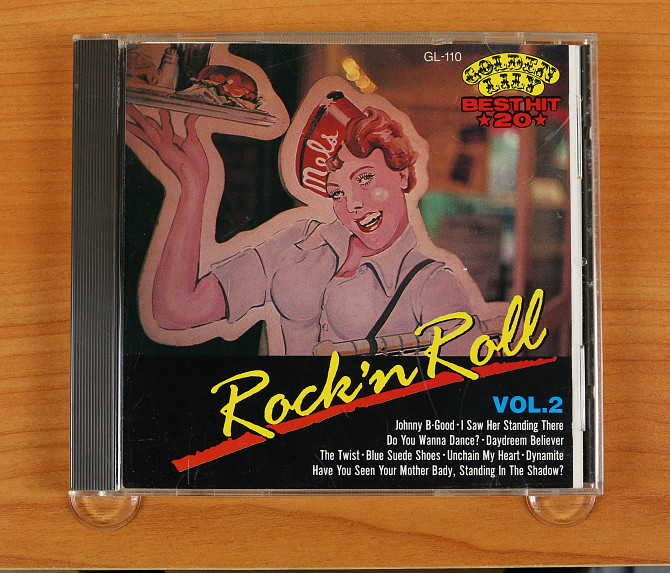 GL-110
GOLDEN
LILY
BEST HIT
★20★
Mels
Rock'n Roll
VOL.2
Johnny B·Good · I Saw Her Standing There
Do You Wanna Dance? · Daydreem Believer
The Twist · Blue Suede Shoes · Unchain My Heart · Dynamite
Have You Seen Your Mother Bady, Standing In The Shadow?